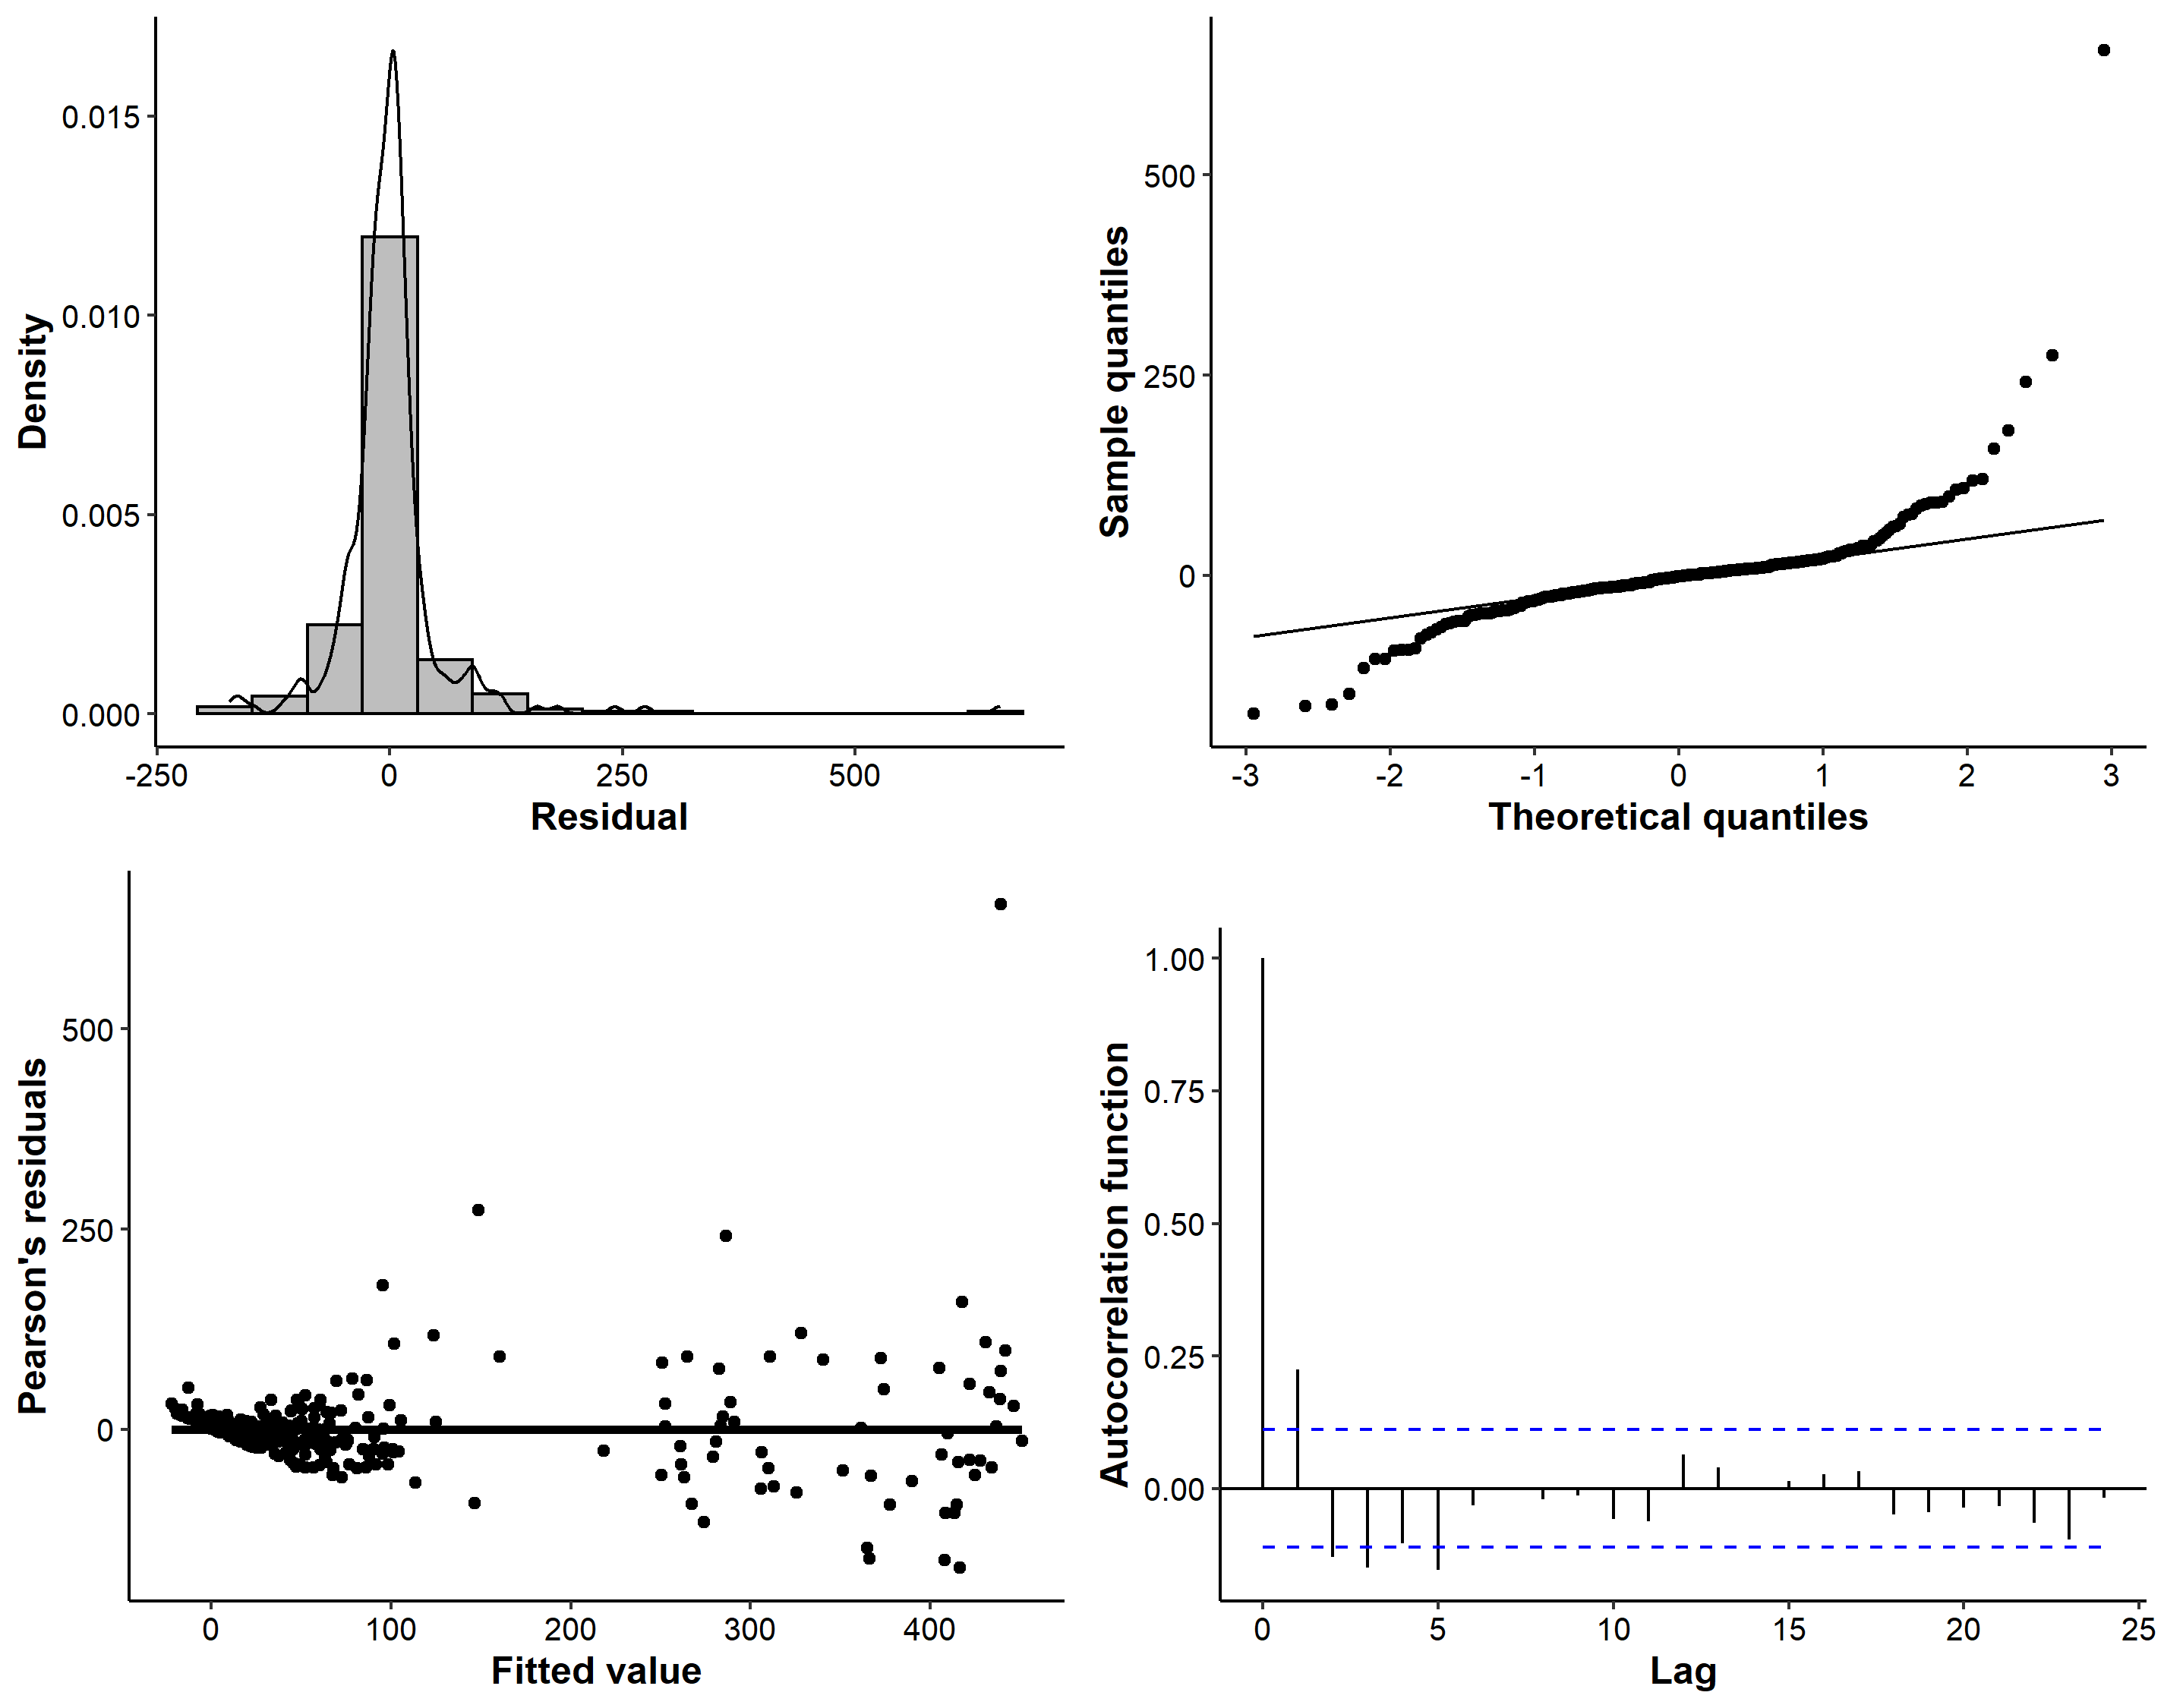 0.015
0.010
0.005
0.000
Density
-250 0 250 500
Residual
500
250
0
Sample quantiles
-3 -2 -1 0 1 2 3
Theoretical quantiles
500
250
0
Pearson's residuals
0 100 200 300 400
Fitted value
1.00
0.75
0.50
0.25
0.00
Autocorrelation function
0 5 10 15 20 25
Lag